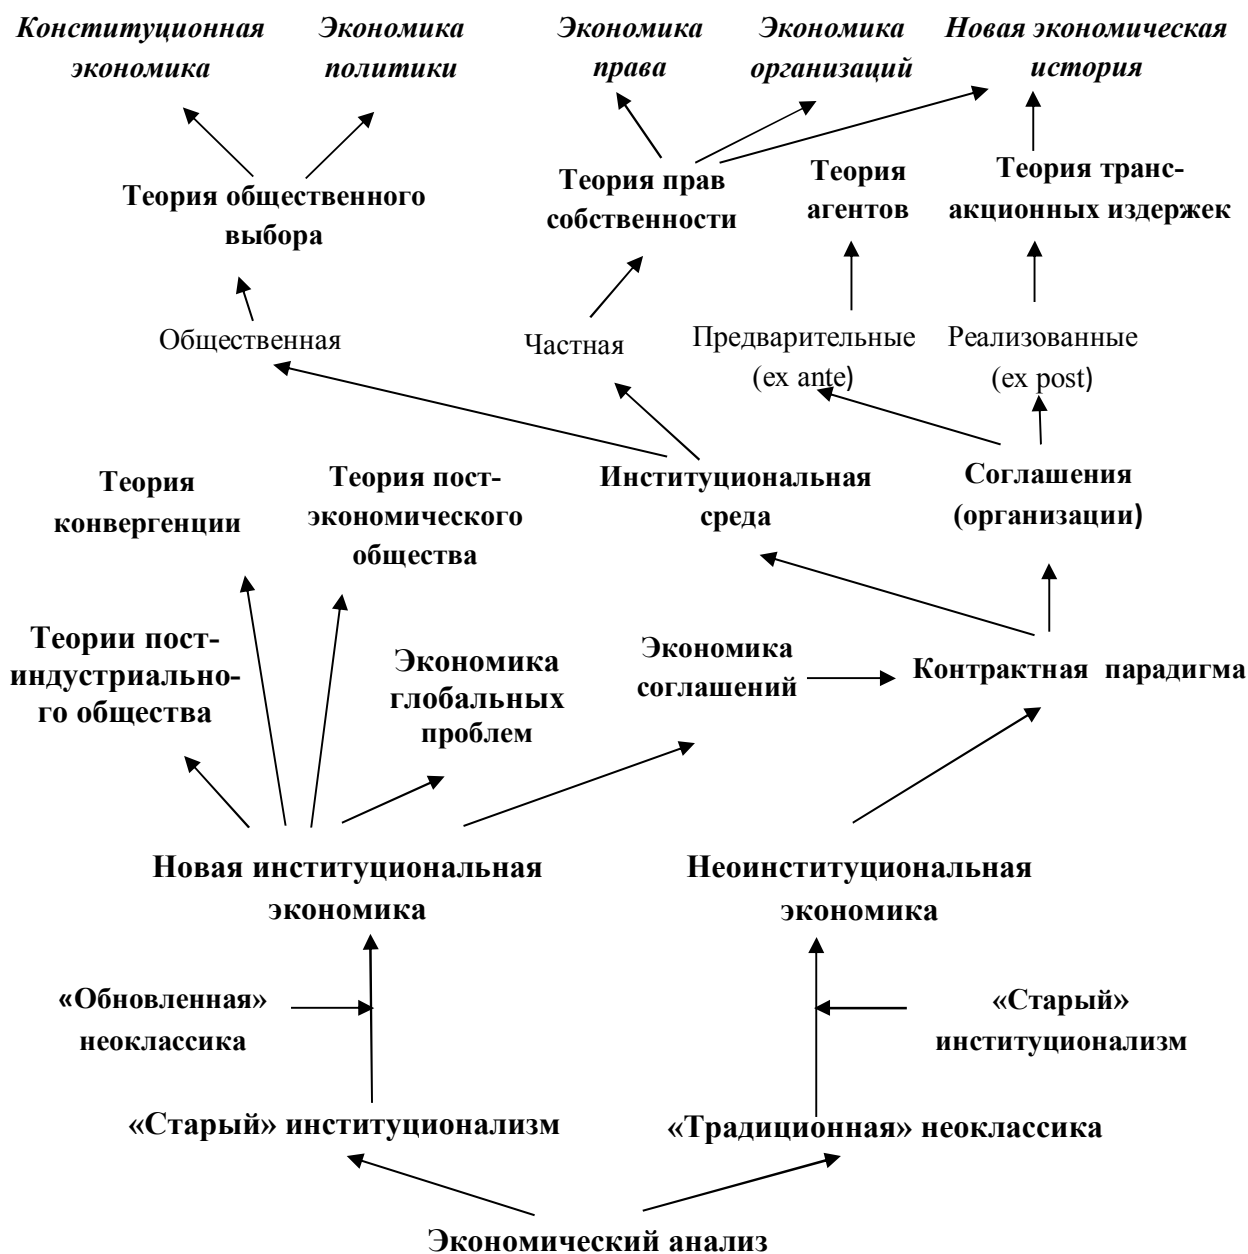 Конституционная
экономика
Экономика
политики
Экономика
права
Экономика
организаций
Новая экономическая
история
Теория общественного
выбора
Теория прав
собственности
Теория
агентов
Теория транс-
акционных издержек
Общественная
Частная
Предварительные
(ex ante)
Реализованные
(ex post)
Теория
конвергенции
Теория пост-
экономического
общества
Институциональная
среда
Соглашения
(организации)
Теории пост-
индустриально-
го общества
Экономика
глобальных
проблем
Экономика
соглашений
Контрактная парадигма
Новая институциональная
экономика
Неоинституциональная
экономика
«Обновленная»
неоклассика
«Старый»
институционализм
«Старый» институционализм
«Традиционная» неоклассика
Экономический анализ